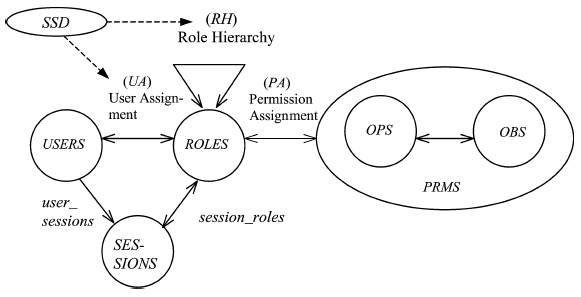 SSD
(RH)
Role Hierarchy
(UA)
User Assign-
ment
(PA)
Permission
Assignment
USERS
ROLES
OPS
OBS
PRMS
user_
sessions
session_roles
SES-
SIONS